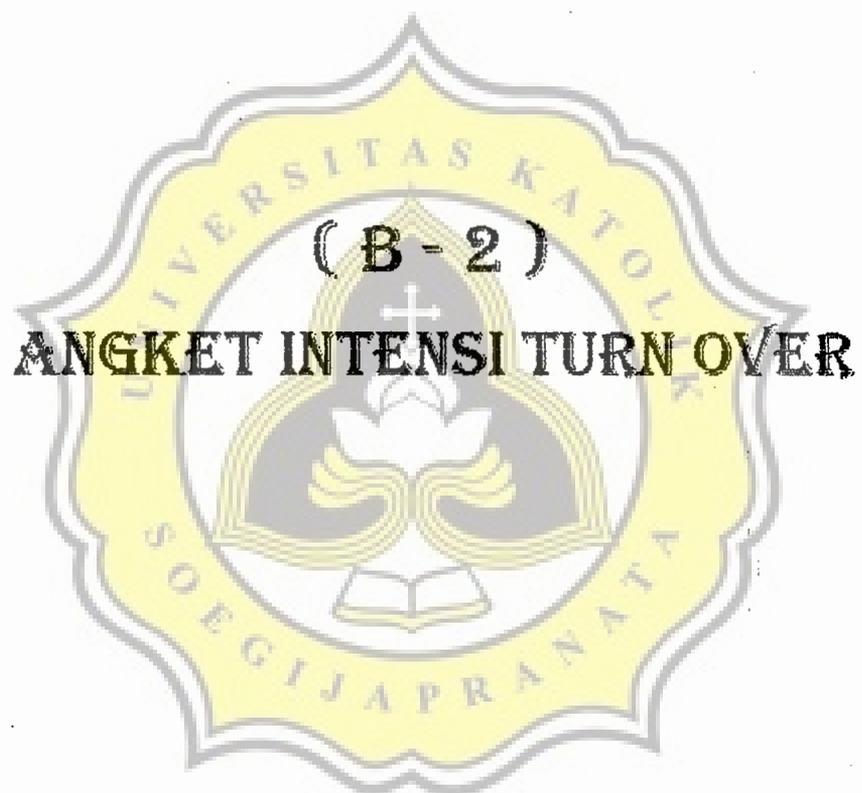 UNIVERSITAS KATOLIK
( B - 2 )
ANGKET INTENSI TURN OVER
SOEGIJAPRANATA